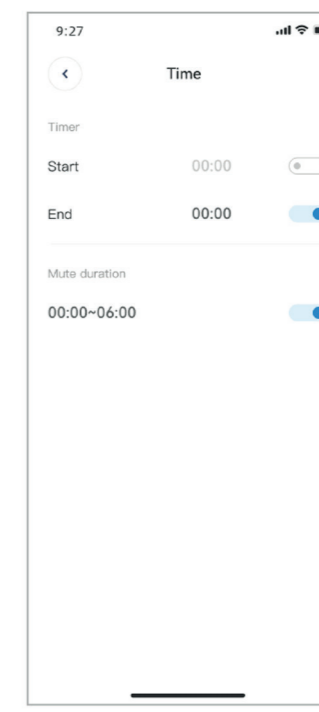 9:27
Time
Timer
Start 00:00
End 00:00
Mute duration
00:00~06:00